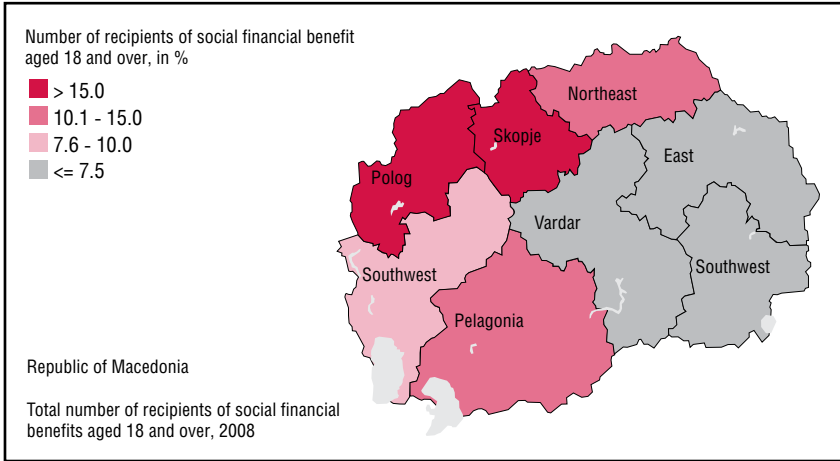 Number of recipients of social financial benefit
aged 18 and over, in %
> 15.0
10.1 - 15.0
7.6 - 10.0
<= 7.5
Northeast
Skopje
East
Polog
Vardar
Southwest
Southwest
Pelagonia
Republic of Macedonia
Total number of recipients of social financial
benefits aged 18 and over, 2008